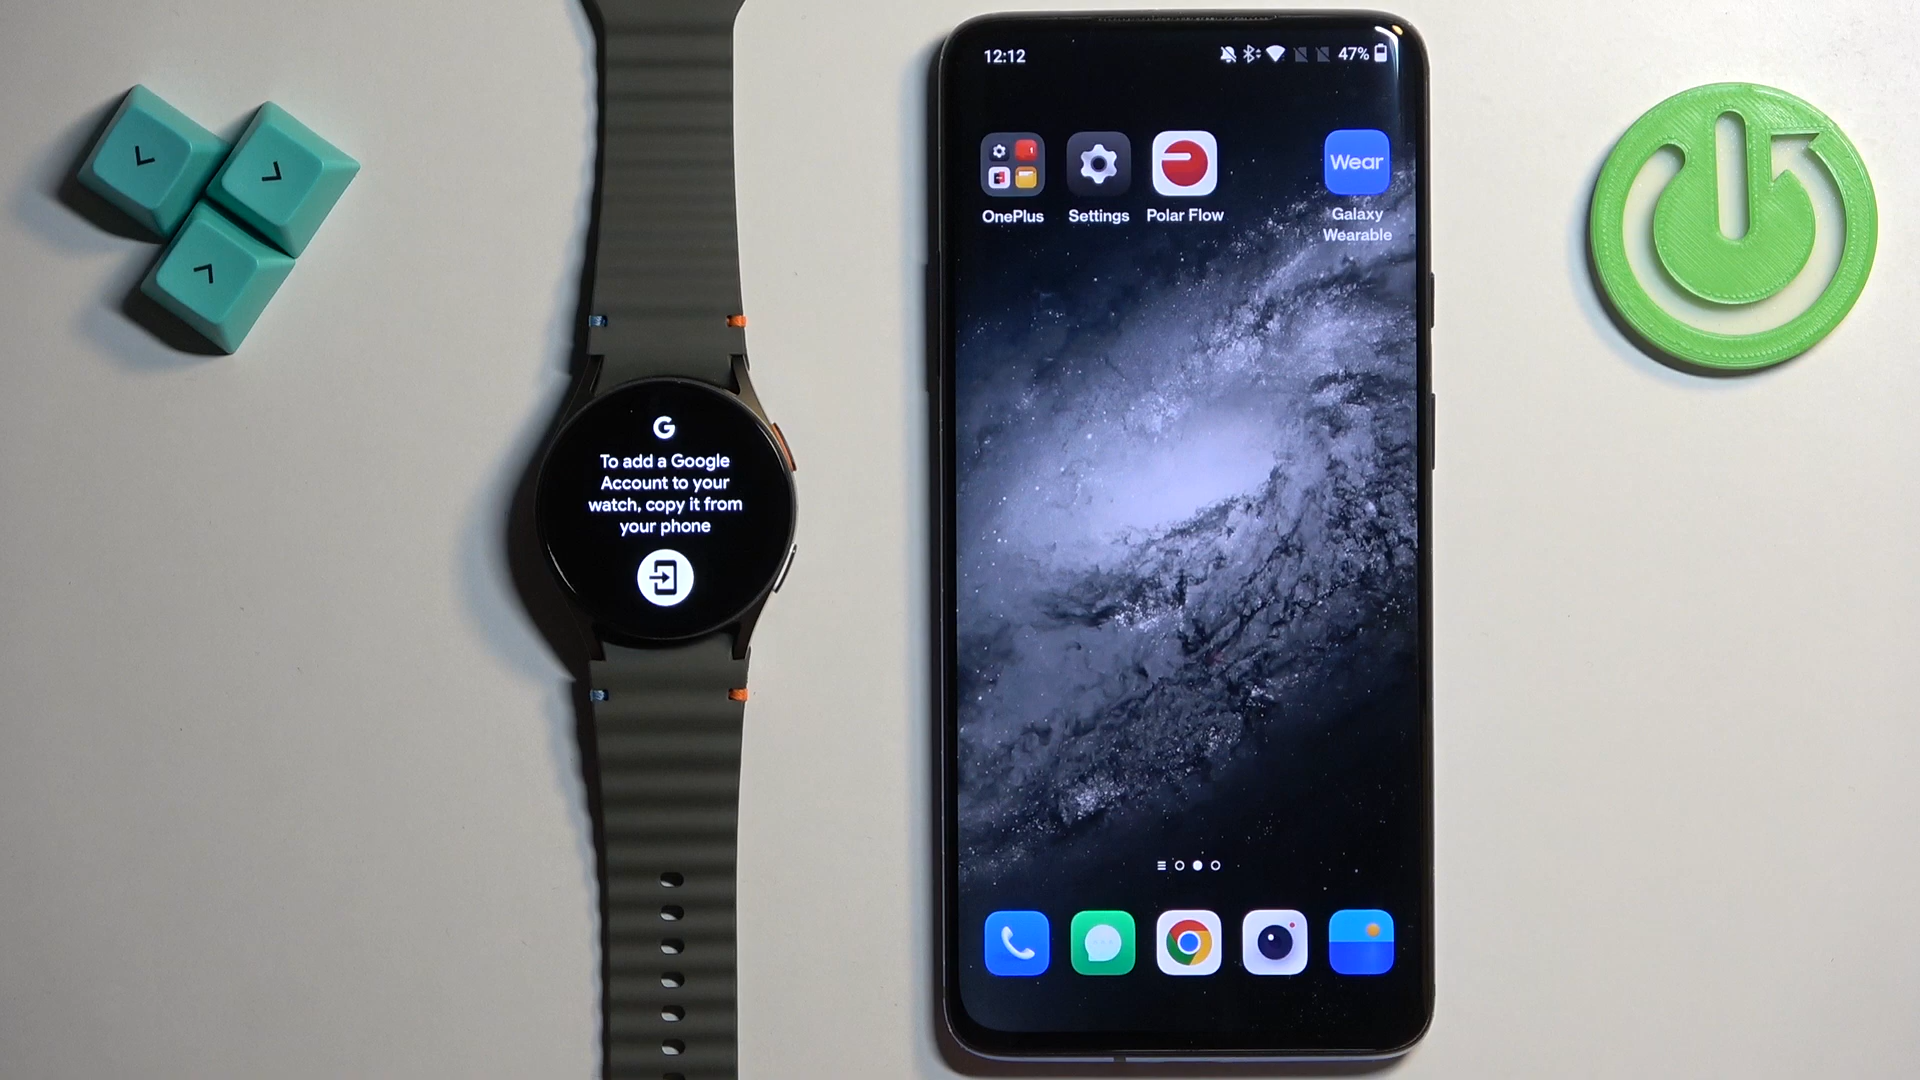 G
To add a Google
Account to your
watch, copy it from
your phone
12:12
47%
Wear
OnePlus
Settings
Polar Flow
Galaxy
Wearable